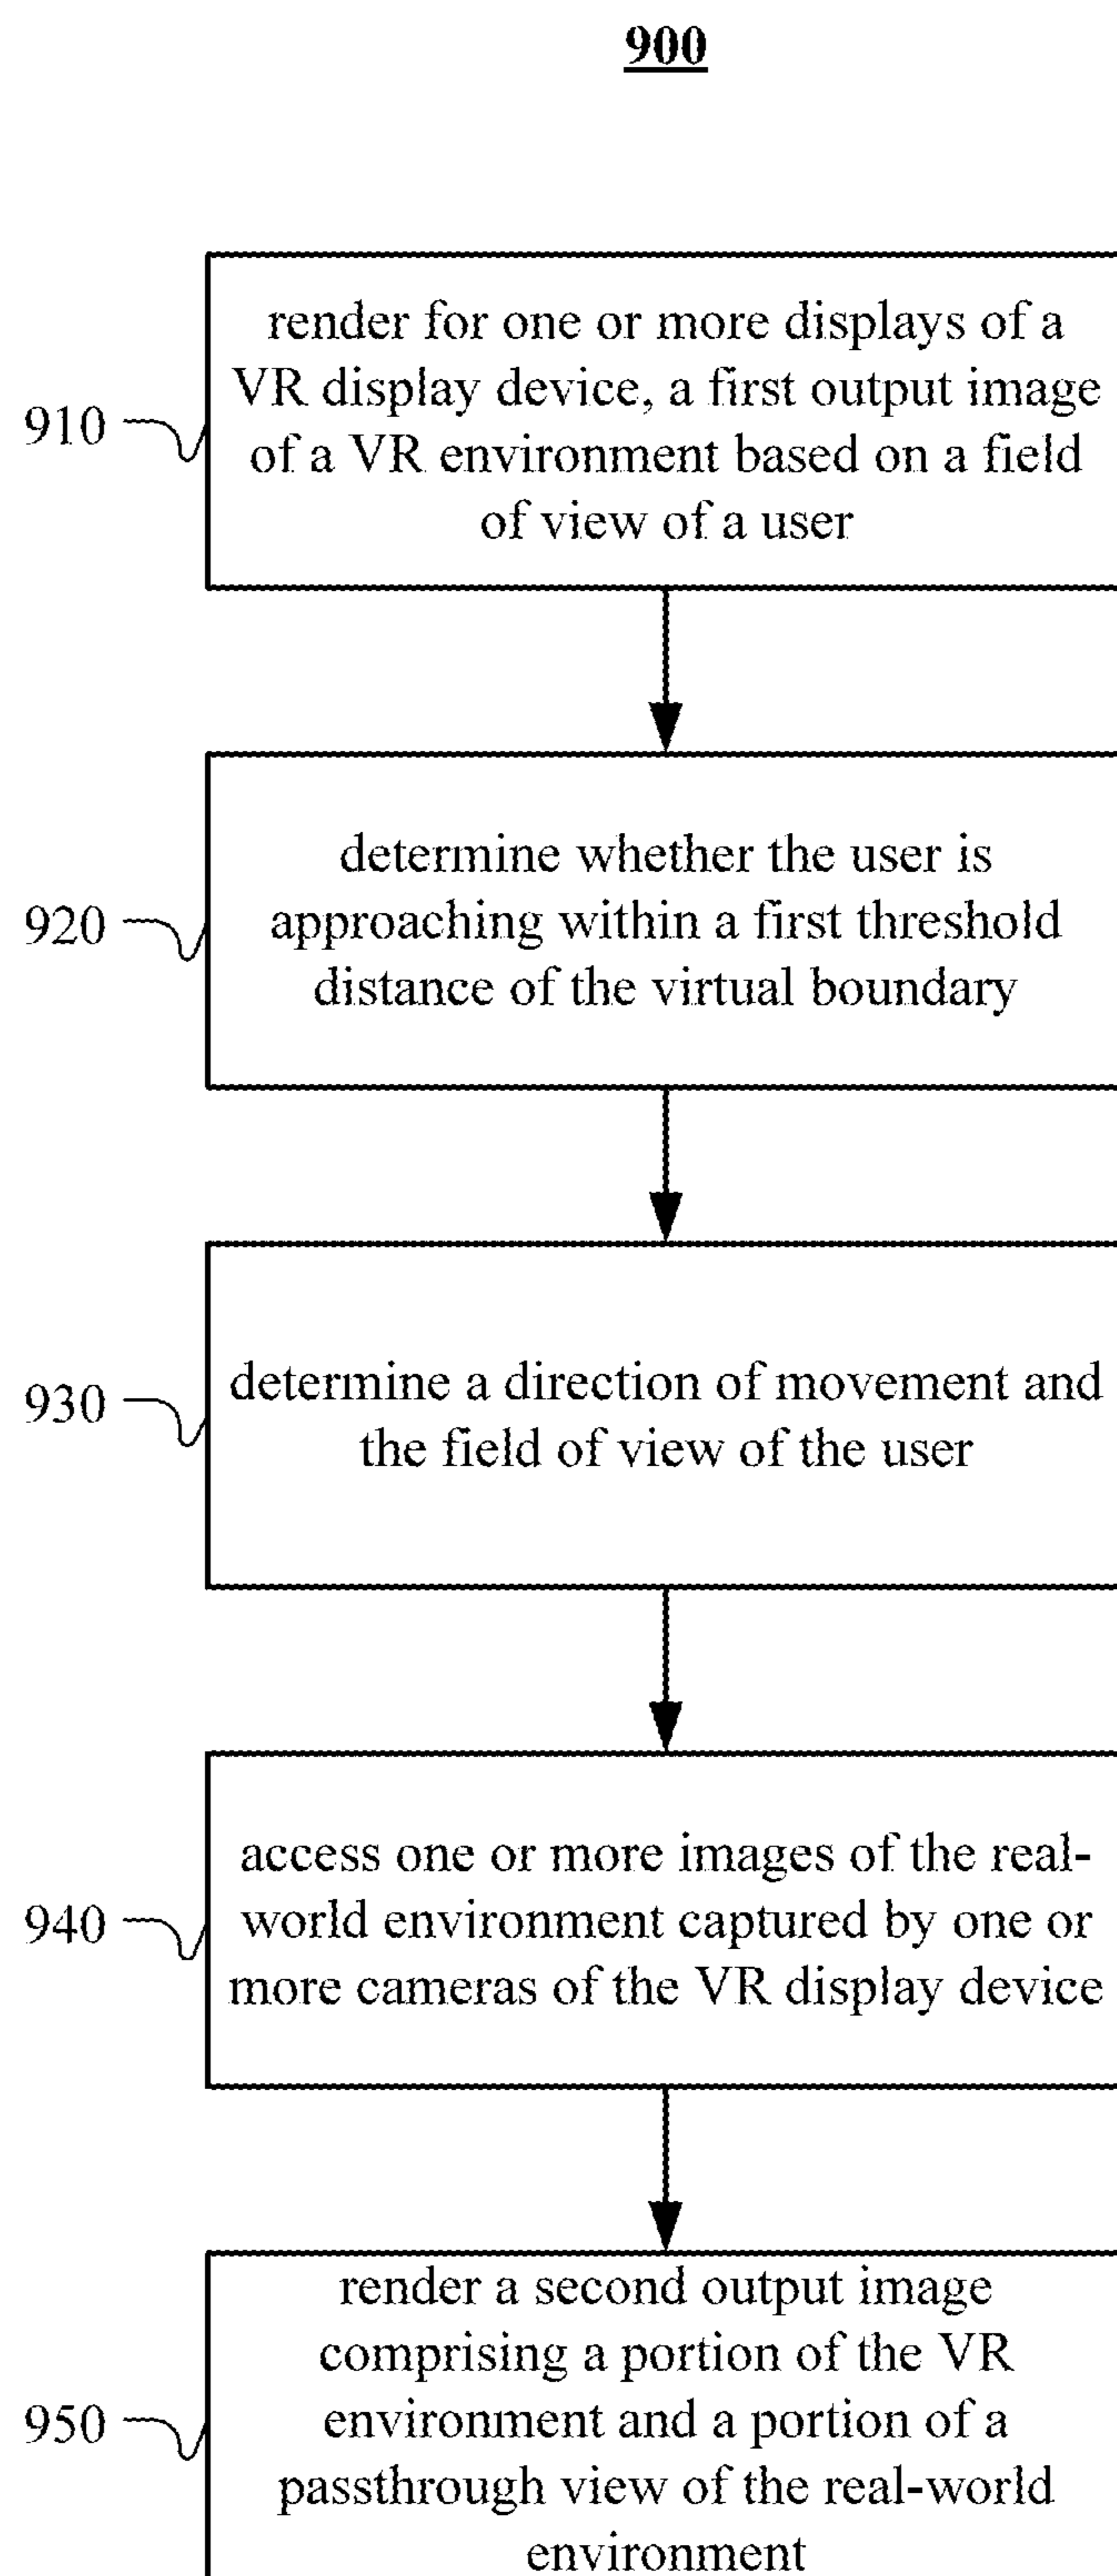 900
render for one or more displays of a
VR display device, a first output image
of a VR environment based on a field
of view of a user
910
determine whether the user is
approaching within a first threshold
distance of the virtual boundary
920
determine a direction of movement and
the field of view of the user
930
access one or more images of the real-
world environment captured by one or
more cameras of the VR display device
940
render a second output image
comprising a portion of the VR
environment and a portion of a
passthrough view of the real-world
environment
950